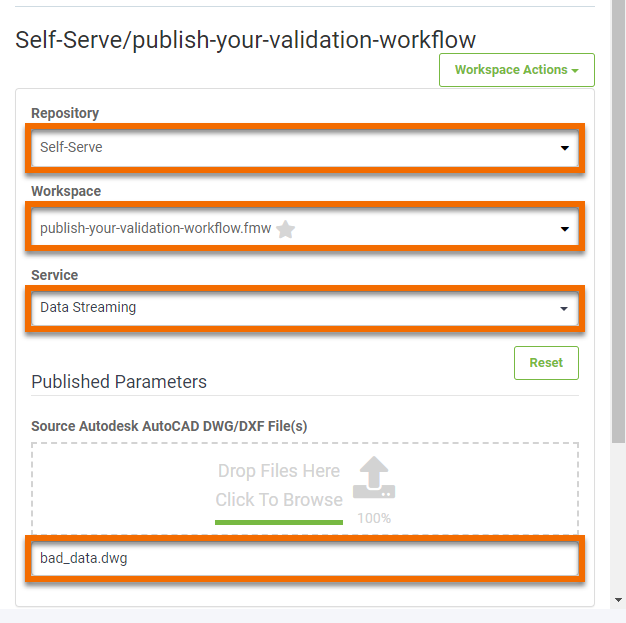 Self-Serve/publish-your-validation-workflow
Workspace Actions
Repository
Self-Serve
Workspace
publish-your-validation-workflow.fmw
Service
Data Streaming
Reset
Published Parameters
Source Autodesk AutoCAD DWG/DXF File(s)
Drop Files Here
Click To Browse
100%
bad_data.dwg